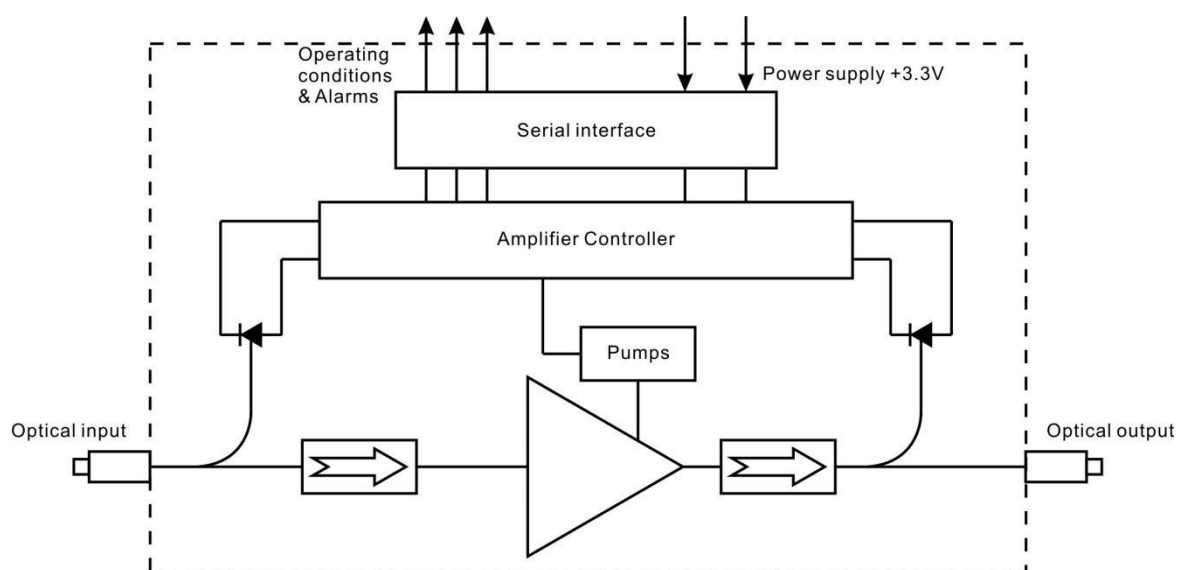 Operating
conditions
& Alarms
Power supply +3.3V
Serial interface
Amplifier Controller
Pumps
Optical input
Optical output